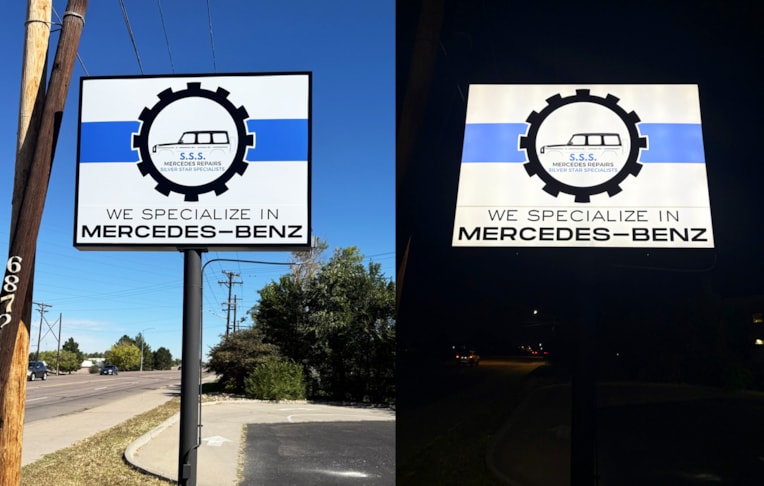 S.S.S.
MERCEDES REPAIRS
SILVER STAR SPECIALISTS
WE SPECIALIZE IN
MERCEDES-BENZ
687?
S.S.S.
MERCEDES REPAIRS
SILVER STAR SPECIALISTS
WE SPECIALIZE IN
MERCEDES-BENZ